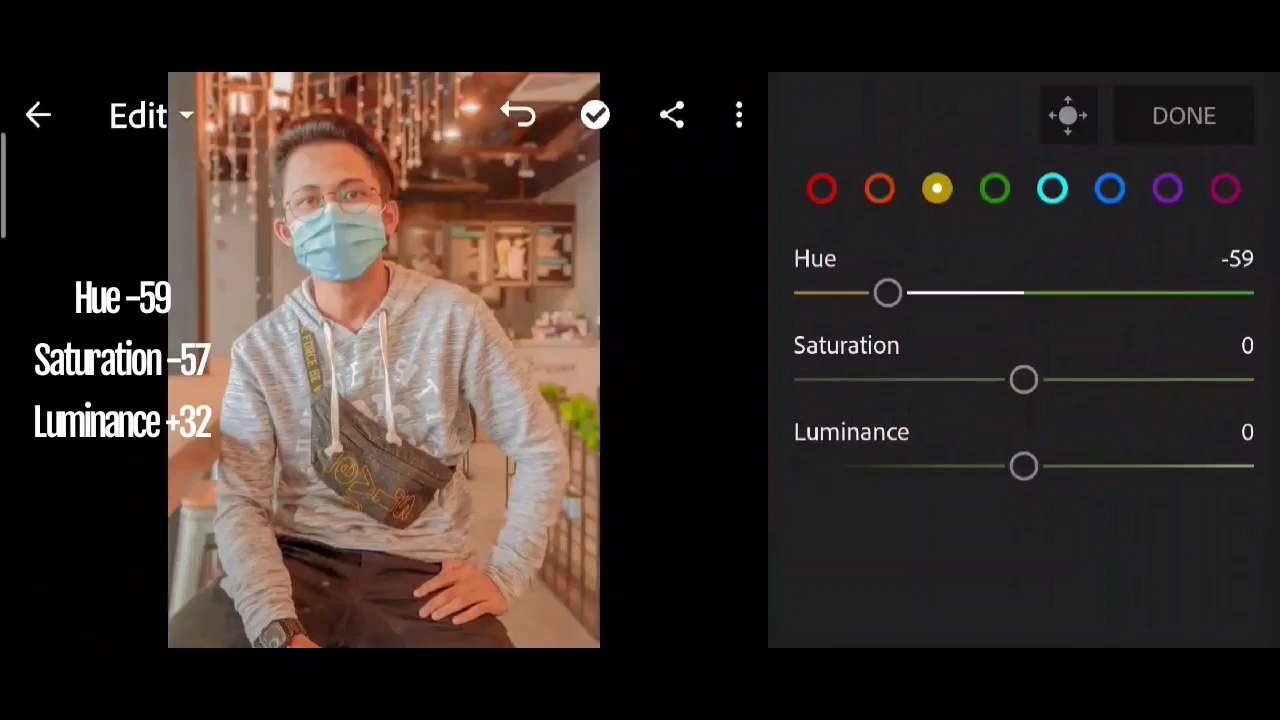 Edit
DONE
Hue -59
Saturation 0
Luminance 0
Hue -59
Saturation -57
Luminance +32